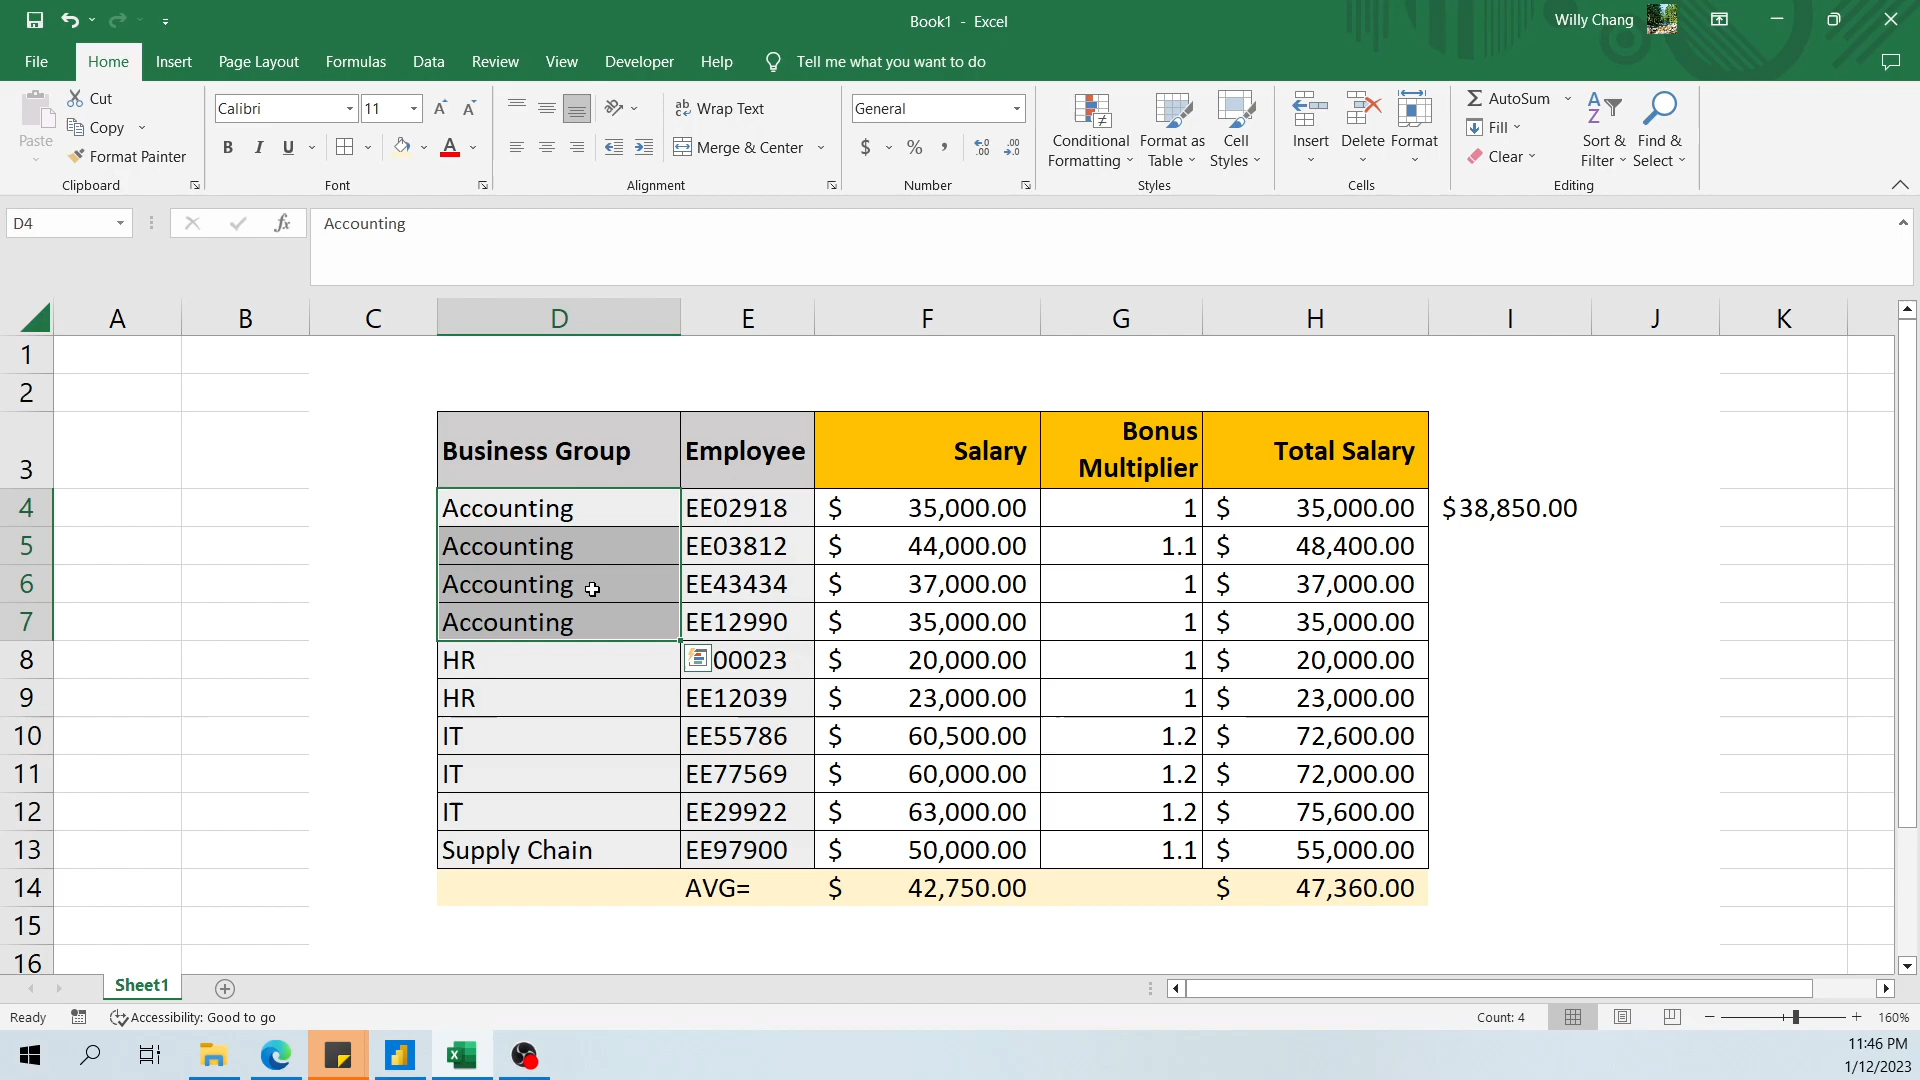 Book1 - Excel
Willy Chang
File Home Insert Page Layout Formulas Data Review View Developer Help Tell me what you want to do
Paste
Cut
Copy
Format Painter
Clipboard
Calibri 11
B I U A
Font
Wrap Text
Merge & Center
Alignment
General
$ % ,
Number
Conditional Formatting
Format as Table
Cell Styles
Styles
Insert Delete Format
Cells
AutoSum
Fill
Clear
Sort & Filter
Find & Select
Editing
D4 fx Accounting
A B C D E F G H I J K
1
2
3 Business Group Employee Salary Bonus Multiplier Total Salary
4 Accounting EE02918 $ 35,000.00 1 $ 35,000.00 $38,850.00
5 Accounting EE03812 $ 44,000.00 1.1 $ 48,400.00
6 Accounting EE43434 $ 37,000.00 1 $ 37,000.00
7 Accounting EE12990 $ 35,000.00 1 $ 35,000.00
8 HR 00023 $ 20,000.00 1 $ 20,000.00
9 HR EE12039 $ 23,000.00 1 $ 23,000.00
10 IT EE55786 $ 60,500.00 1.2 $ 72,600.00
11 IT EE77569 $ 60,000.00 1.2 $ 72,000.00
12 IT EE29922 $ 63,000.00 1.2 $ 75,600.00
13 Supply Chain EE97900 $ 50,000.00 1.1 $ 55,000.00
14 AVG= $ 42,750.00 $ 47,360.00
15
16
Sheet1
Ready Accessibility: Good to go Count: 4 160%
11:46 PM
1/12/2023